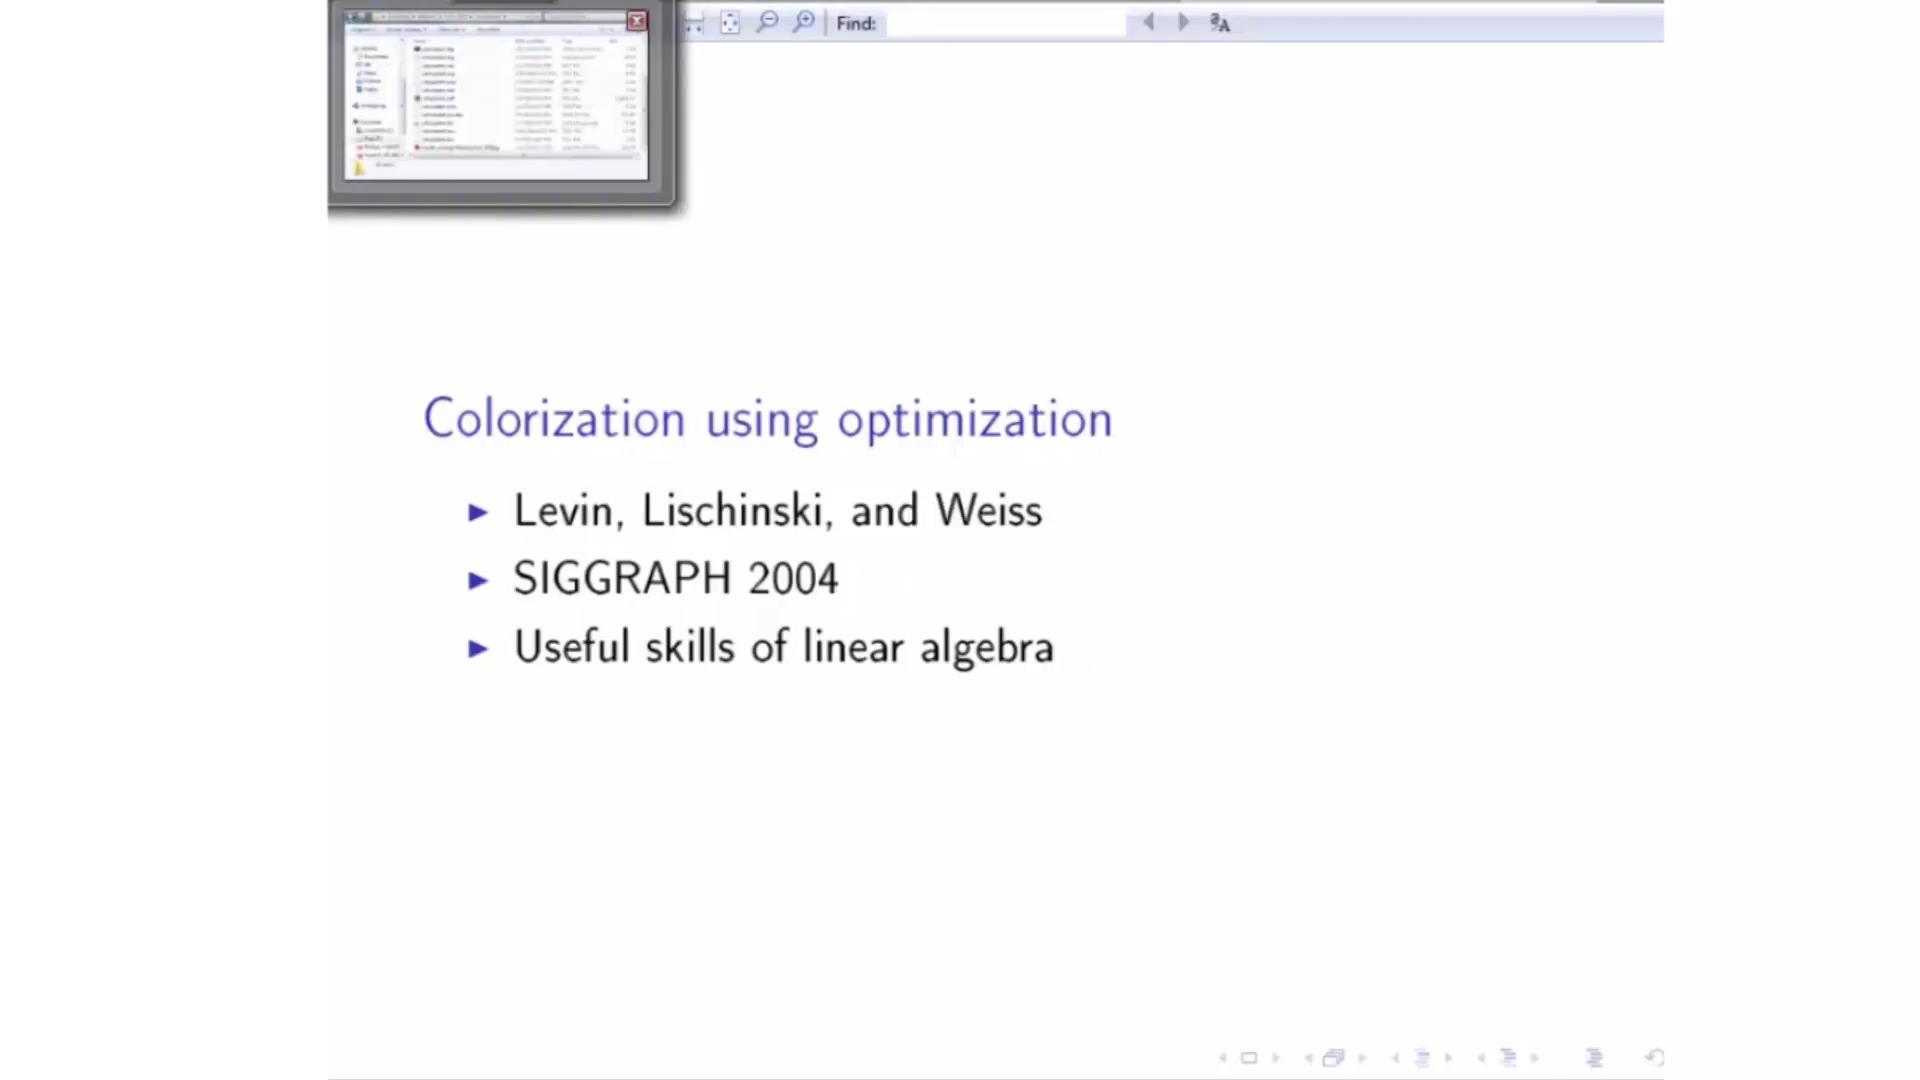 Find:
Colorization using optimization
Levin, Lischinski, and Weiss
SIGGRAPH 2004
Useful skills of linear algebra